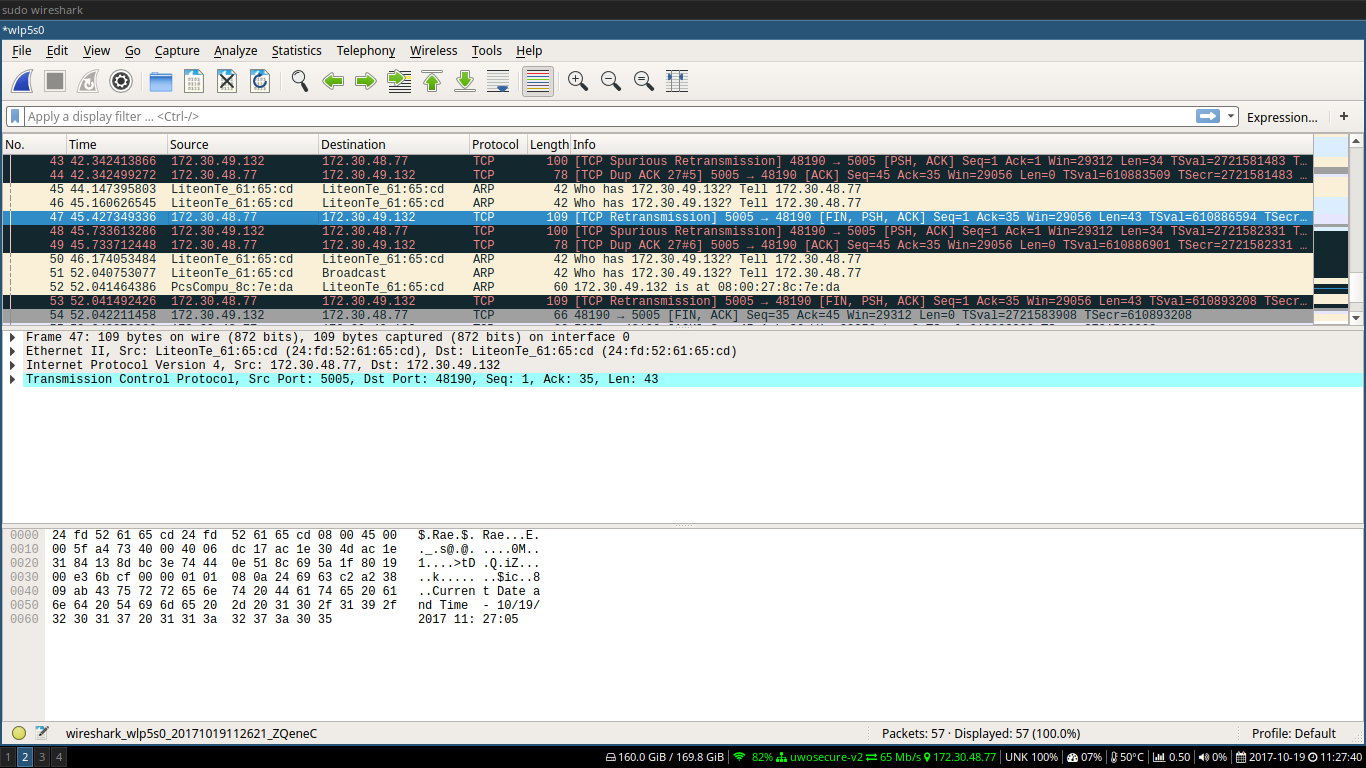 sudo wireshark
*wlp5s0
File Edit View Go Capture Analyze Statistics Telephony Wireless Tools Help
Apply a display filter ... <Ctrl-/> Expression... +
No. Time Source Destination Protocol Length Info
43 42.342413866 172.30.49.132 172.30.48.77 TCP 100 [TCP Spurious Retransmission] 48190 → 5005 [PSH, ACK] Seq=1 Ack=1 Win=29312 Len=34 TSval=2721581483 T…
44 42.342499272 172.30.48.77 172.30.49.132 TCP 78 [TCP Dup ACK 27#5] 5005 → 48190 [ACK] Seq=45 Ack=35 Win=29056 Len=0 TSval=610883509 TSecr=2721581483 …
45 44.147395803 LiteonTe_61:65:cd LiteonTe_61:65:cd ARP 42 Who has 172.30.49.132? Tell 172.30.48.77
46 45.160626545 LiteonTe_61:65:cd LiteonTe_61:65:cd ARP 42 Who has 172.30.49.132? Tell 172.30.48.77
47 45.427349336 172.30.48.77 172.30.49.132 TCP 109 [TCP Retransmission] 5005 → 48190 [FIN, PSH, ACK] Seq=1 Ack=35 Win=29056 Len=43 TSval=610886594 TSecr…
48 45.733613286 172.30.49.132 172.30.48.77 TCP 100 [TCP Spurious Retransmission] 48190 → 5005 [PSH, ACK] Seq=1 Ack=1 Win=29312 Len=34 TSval=2721582331 T…
49 45.733712448 172.30.48.77 172.30.49.132 TCP 78 [TCP Dup ACK 27#6] 5005 → 48190 [ACK] Seq=45 Ack=35 Win=29056 Len=0 TSval=610886901 TSecr=2721582331 …
50 46.174053484 LiteonTe_61:65:cd LiteonTe_61:65:cd ARP 42 Who has 172.30.49.132? Tell 172.30.48.77
51 52.040753077 LiteonTe_61:65:cd Broadcast ARP 42 Who has 172.30.49.132? Tell 172.30.48.77
52 52.041464386 PcsCompu_8c:7e:da LiteonTe_61:65:cd ARP 60 172.30.49.132 is at 08:00:27:8c:7e:da
53 52.041492426 172.30.48.77 172.30.49.132 TCP 109 [TCP Retransmission] 5005 → 48190 [FIN, PSH, ACK] Seq=1 Ack=35 Win=29056 Len=43 TSval=610893208 TSecr…
54 52.042211458 172.30.49.132 172.30.48.77 TCP 66 48190 → 5005 [FIN, ACK] Seq=35 Ack=45 Win=29312 Len=0 TSval=2721583908 TSecr=610893208
Frame 47: 109 bytes on wire (872 bits), 109 bytes captured (872 bits) on interface 0
Ethernet II, Src: LiteonTe_61:65:cd (24:fd:52:61:65:cd), Dst: LiteonTe_61:65:cd (24:fd:52:61:65:cd)
Internet Protocol Version 4, Src: 172.30.48.77, Dst: 172.30.49.132
Transmission Control Protocol, Src Port: 5005, Dst Port: 48190, Seq: 1, Ack: 35, Len: 43
0000 24 fd 52 61 65 cd 24 fd 52 61 65 cd 08 00 45 00 $.Rae.$. Rae...E.
0010 00 5f a4 73 40 00 40 06 dc 17 ac 1e 30 4d ac 1e ._.s@.@. ....0M..
0020 31 84 13 8d bc 3e 74 44 0e 51 8c 69 5a 1f 80 19 1....>tD .Q.iZ...
0030 00 e3 6b cf 00 00 01 01 08 0a 24 69 63 c2 a2 38 ..k..... ..$ic..8
0040 09 ab 43 75 72 72 65 6e 74 20 44 61 74 65 20 61 ..Curren t Date a
0050 6e 64 20 54 69 6d 65 20 2d 20 31 30 2f 31 39 2f nd Time - 10/19/
0060 32 30 31 37 20 31 31 3a 32 37 3a 30 35 2017 11: 27:05
wireshark_wlp5s0_20171019112621_ZQeneC Packets: 57 · Displayed: 57 (100.0%) Profile: Default
1 2 3 4 160.0 GiB / 169.8 GiB 82% uwosecure-v2 65 Mb/s 172.30.48.77 UNK 100% 07% 50°C 0.50 0% 2017-10-19 11:27:40